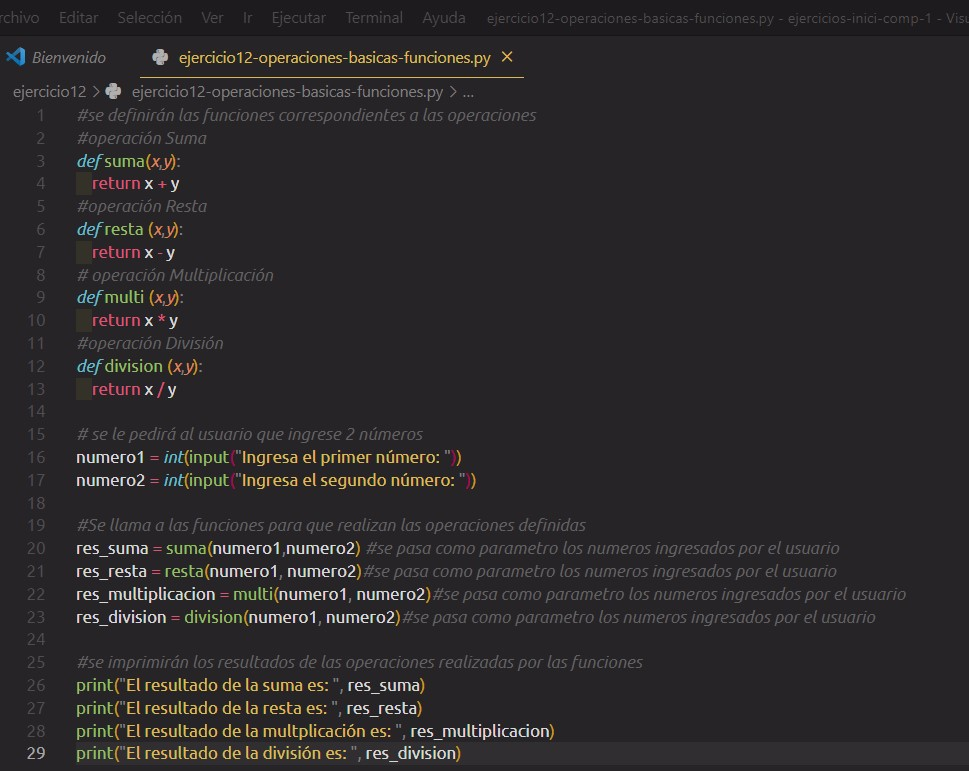 rchivo Editar Selección Ver Ir Ejecutar Terminal Ayuda ejercicio12-operaciones-basicas-funciones.py - ejercicios-inici-comp-1 - Visu
Bienvenido ejercicio12-operaciones-basicas-funciones.py ×
ejercicio12 > ejercicio12-operaciones-basicas-funciones.py > ...
1 #se definirán las funciones correspondientes a las operaciones
2 #operación Suma
3 def suma(x,y):
4 return x + y
5 #operación Resta
6 def resta (x,y):
7 return x - y
8 # operación Multiplicación
9 def multi (x,y):
10 return x * y
11 #operación División
12 def division (x,y):
13 return x / y
14
15 # se le pedirá al usuario que ingrese 2 números
16 numero1 = int(input("Ingresa el primer número: "))
17 numero2 = int(input("Ingresa el segundo número: "))
18
19 #Se llama a las funciones para que realizan las operaciones definidas
20 res_suma = suma(numero1,numero2) #se pasa como parametro los numeros ingresados por el usuario
21 res_resta = resta(numero1, numero2)#se pasa como parametro los numeros ingresados por el usuario
22 res_multiplicacion = multi(numero1, numero2)#se pasa como parametro los numeros ingresados por el usuario
23 res_division = division(numero1, numero2)#se pasa como parametro los numeros ingresados por el usuario
24
25 #se imprimirán los resultados de las operaciones realizadas por las funciones
26 print("El resultado de la suma es: ", res_suma)
27 print("El resultado de la resta es: ", res_resta)
28 print("El resultado de la multplicación es: ", res_multiplicacion)
29 print("El resultado de la división es: ", res_division)